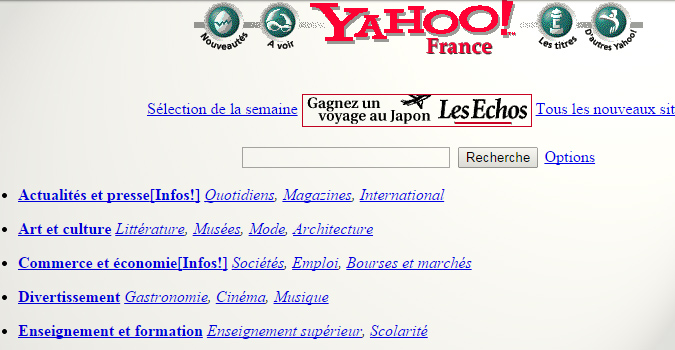 Nouveautés
A voir
YAHOO!
France
Les titres
D'autres Yahoo!
Sélection de la semaine
Gagnez un
voyage au Japon
Les Echos
Tous les nouveaux sit
Recherche
Options
Actualités et presse[Infos!] Quotidiens, Magazines, International
Art et culture Littérature, Musées, Mode, Architecture
Commerce et économie[Infos!] Sociétés, Emploi, Bourses et marchés
Divertissement Gastronomie, Cinéma, Musique
Enseignement et formation Enseignement supérieur, Scolarité